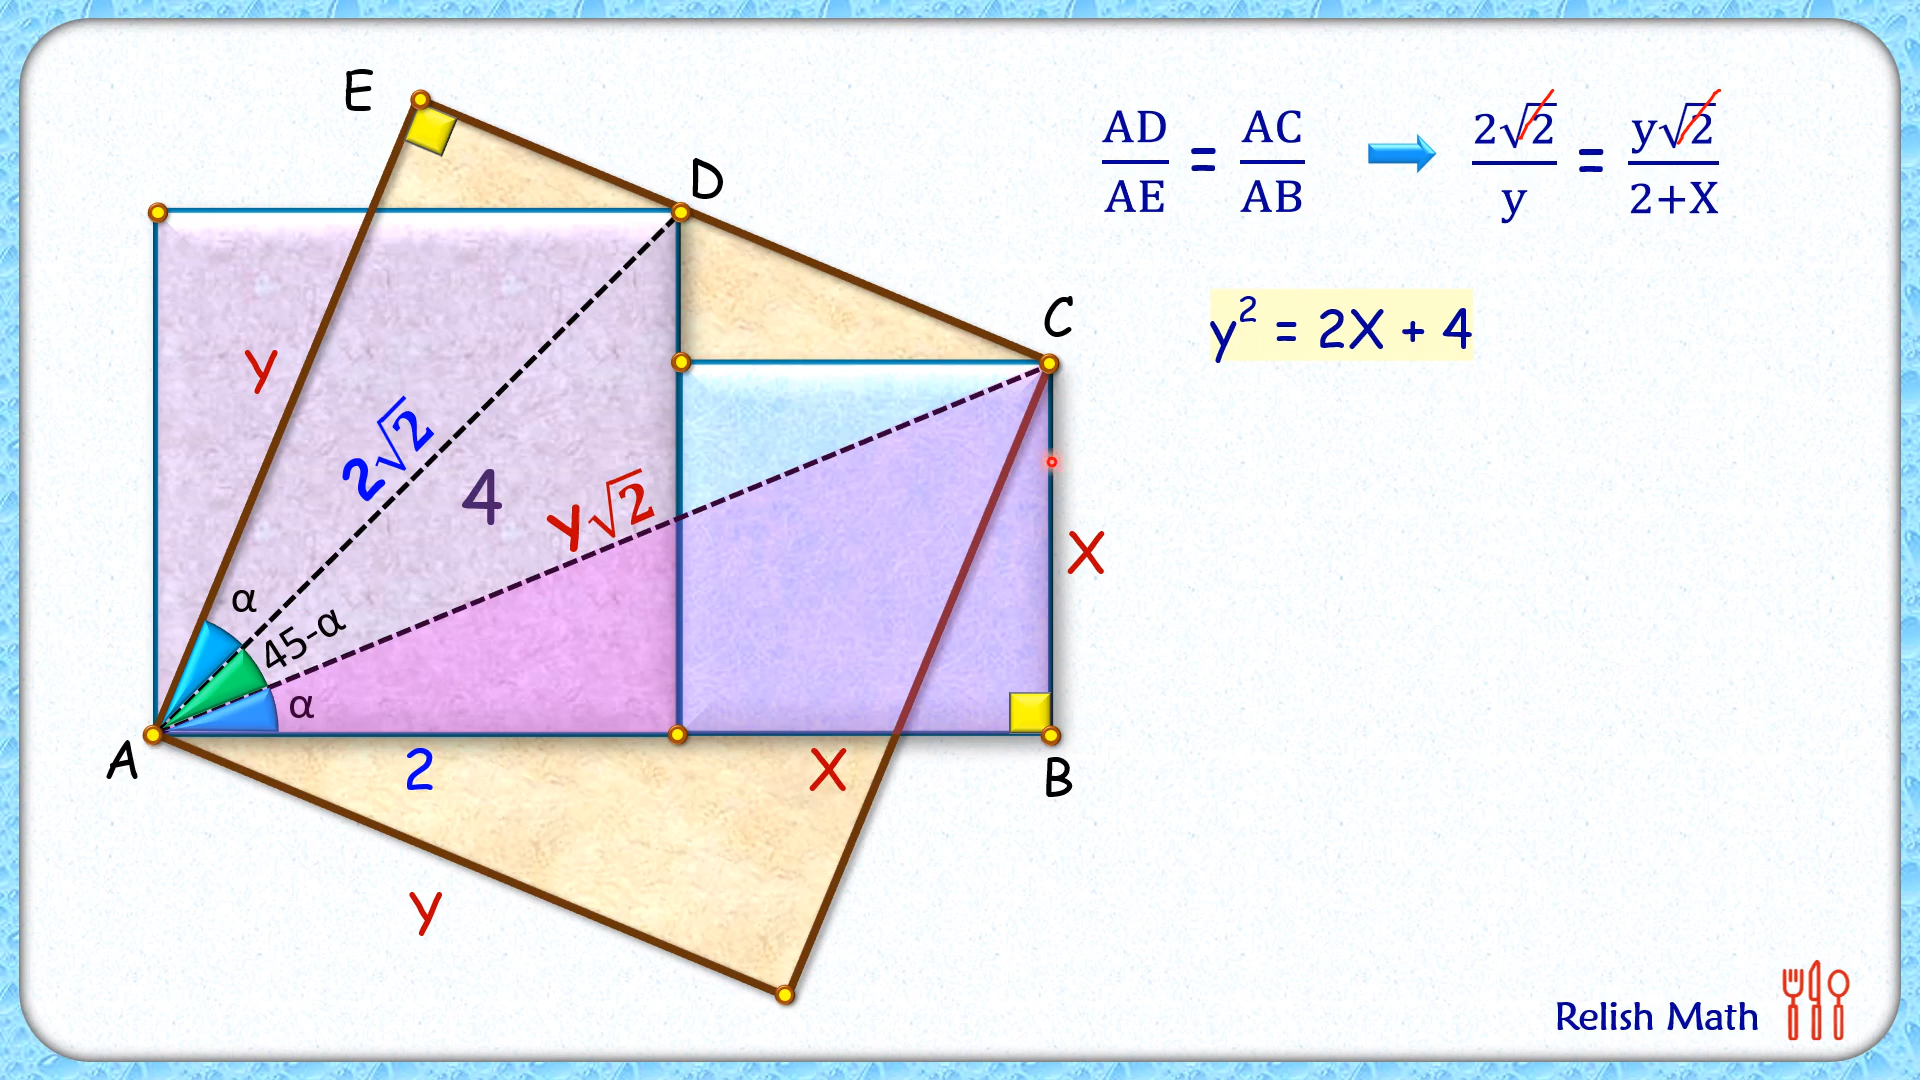 E
D
C
y
2√2
4
y√2
X
α
45-α
α
A
2
X
B
y
AD/AE = AC/AB
2√2/y = y√2/2+X
y² = 2X + 4
Relish Math